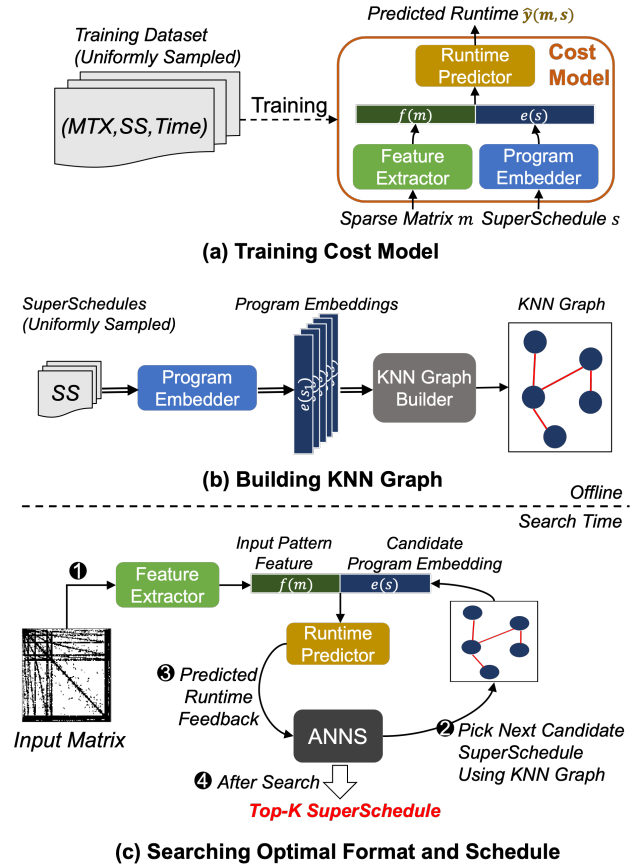 Predicted Runtime ŷ(m, s)
Training Dataset
(Uniformly Sampled)
(MTX,SS,Time)
Training
Runtime
Predictor
Cost
Model
f(m)
e(s)
Feature
Extractor
Program
Embedder
Sparse Matrix m
SuperSchedule s
(a) Training Cost Model
SuperSchedules
(Uniformly Sampled)
Program Embeddings
KNN Graph
SS
Program
Embedder
e(s₁)
KNN Graph
Builder
(b) Building KNN Graph
Offline
Search Time
❶
Feature
Extractor
Input Pattern
Feature
Candidate
Program Embedding
f(m)
e(s)
Runtime
Predictor
❸ Predicted
Runtime
Feedback
Input Matrix
ANNS
❷ Pick Next Candidate
SuperSchedule
Using KNN Graph
❹ After Search
Top-K SuperSchedule
(c) Searching Optimal Format and Schedule